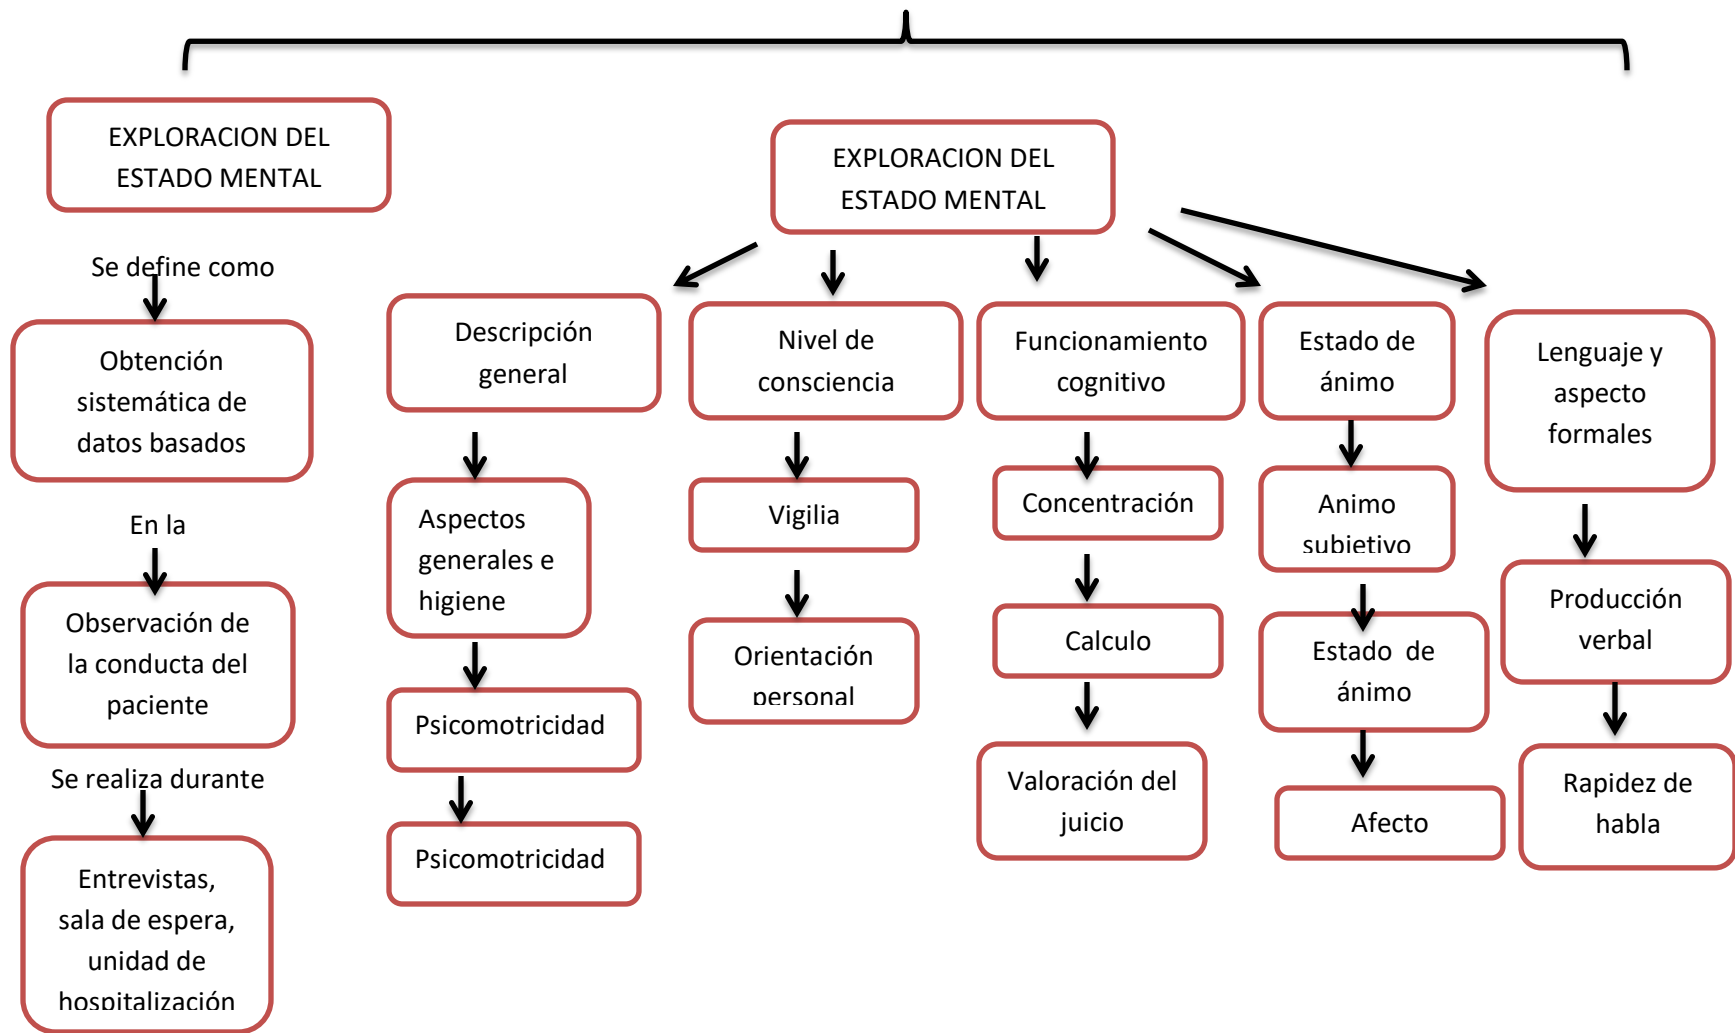 EXPLORACION DEL
ESTADO MENTAL
Se define como
Obtención
sistemática de
datos basados
En la
Observación de
la conducta del
paciente
Se realiza durante
Entrevistas,
sala de espera,
unidad de
hospitalización
EXPLORACION DEL
ESTADO MENTAL
Descripción
general
Aspectos
generales e
higiene
Psicomotricidad
Psicomotricidad
Nivel de
consciencia
Vigilia
Orientación
personal
Funcionamiento
cognitivo
Concentración
Calculo
Valoración del
juicio
Estado de
ánimo
Animo
subjetivo
Estado  de
ánimo
Afecto
Lenguaje y
aspecto
formales
Producción
verbal
Rapidez de
habla